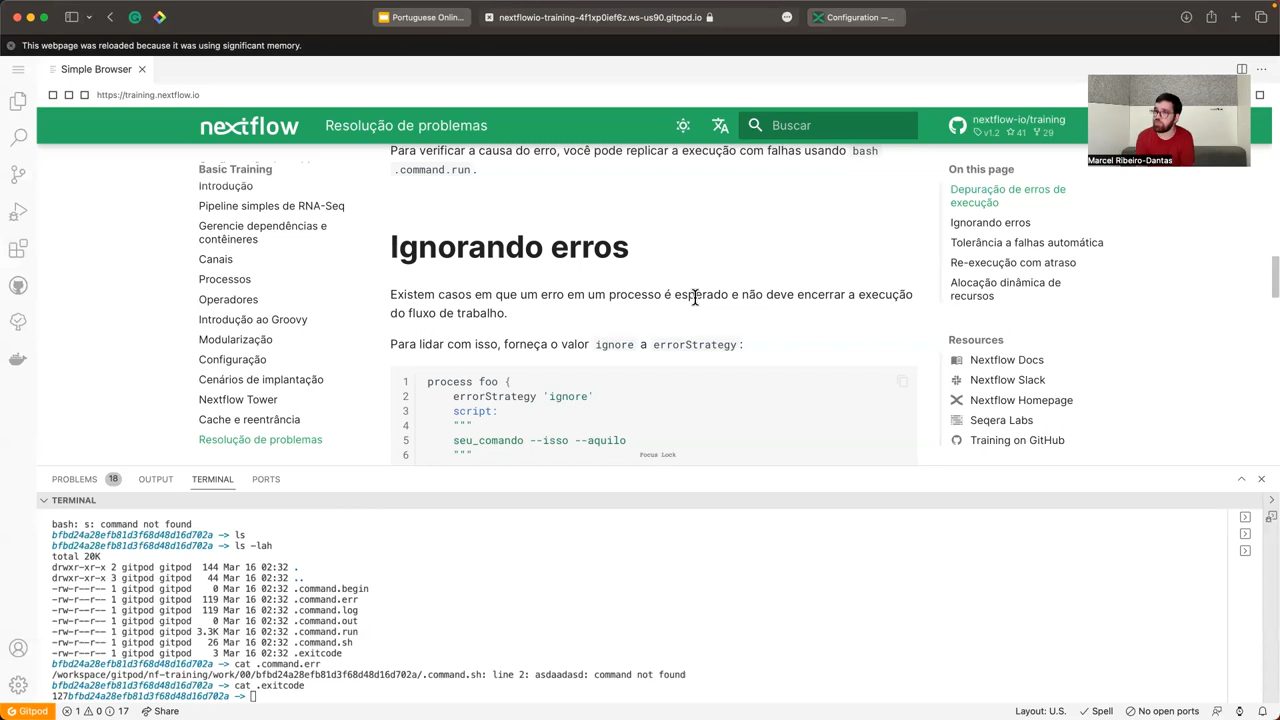 Portuguese Onlin...
nextflowio-training-4f1xp0ief6z.ws-us90.gitpod.io
Configuration —...
This webpage was reloaded because it was using significant memory.
Simple Browser
https://training.nextflow.io
nextflow
Resolução de problemas
Buscar
nextflow-io/training
v1.2 41 29
Marcel Ribeiro-Dantas
Basic Training
Introdução
Pipeline simples de RNA-Seq
Gerencie dependências e
contêineres
Canais
Processos
Operadores
Introdução ao Groovy
Modularização
Configuração
Cenários de implantação
Nextflow Tower
Cache e reentrância
Resolução de problemas
Para verificar a causa do erro, você pode replicar a execução com falhas usando bash
.command.run.
Ignorando erros
Existem casos em que um erro em um processo é esperado e não deve encerrar a execução
do fluxo de trabalho.
Para lidar com isso, forneça o valor ignore a errorStrategy:
1 process foo {
2 errorStrategy 'ignore'
3 script:
4 """
5 seu_comando --isso --aquilo
6 """
Focus Lock
On this page
Depuração de erros de
execução
Ignorando erros
Tolerância a falhas automática
Re-execução com atraso
Alocação dinâmica de
recursos
Resources
Nextflow Docs
Nextflow Slack
Nextflow Homepage
Seqera Labs
Training on GitHub
PROBLEMS 18 OUTPUT TERMINAL PORTS
TERMINAL
bash: s: command not found
bfbd24a28efb81d3f68d48d16d702a -> ls
bfbd24a28efb81d3f68d48d16d702a -> ls -lah
total 20K
drwxr-xr-x 2 gitpod gitpod 144 Mar 16 02:32 .
drwxr-xr-x 3 gitpod gitpod 44 Mar 16 02:32 ..
-rw-r--r-- 1 gitpod gitpod 0 Mar 16 02:32 .command.begin
-rw-r--r-- 1 gitpod gitpod 119 Mar 16 02:32 .command.err
-rw-r--r-- 1 gitpod gitpod 119 Mar 16 02:32 .command.log
-rw-r--r-- 1 gitpod gitpod 0 Mar 16 02:32 .command.out
-rw-r--r-- 1 gitpod gitpod 3.3K Mar 16 02:32 .command.run
-rw-r--r-- 1 gitpod gitpod 26 Mar 16 02:32 .command.sh
-rw-r--r-- 1 gitpod gitpod 3 Mar 16 02:32 .exitcode
bfbd24a28efb81d3f68d48d16d702a -> cat .command.err
/workspace/gitpod/nf-training/work/00/bfbd24a28efb81d3f68d48d16d702a/.command.sh: line 2: asdaadasd: command not found
bfbd24a28efb81d3f68d48d16d702a -> cat .exitcode
127bfbd24a28efb81d3f68d48d16d702a ->
Gitpod 1 0 17 Share
Layout: U.S. Spell No open ports